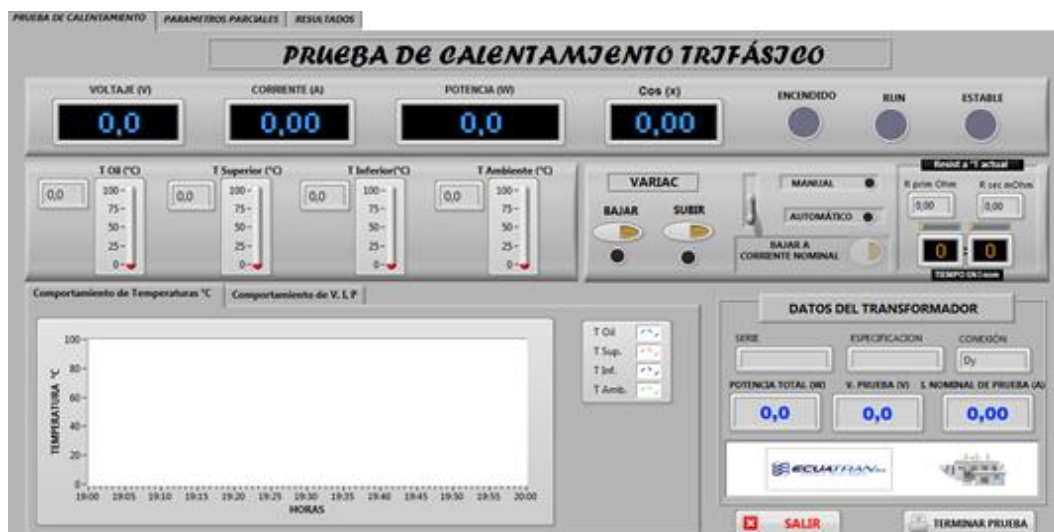 PRUEBA DE CALENTAMIENTO PARAMETROS PARCIALES RESULTADOS
PRUEBA DE CALENTAMIENTO TRIFÁSICO
VOLTAJE (V) CORRIENTE (A) POTENCIA (W) Cos (x) ENCENDIDO RUN ESTABLE
0,0 0,00 0,0 0,00
T Oil (°C) T Superior (°C) T Inferior(°C) T Ambiente (°C)
0,0 0,0 0,0 0,0
100 100 100 100
75 75 75 75
50 50 50 50
25 25 25 25
0 0 0 0
VARIAC
BAJAR SUBIR
MANUAL
AUTOMÁTICO
BAJAR A
CORRIENTE NOMINAL
Resist a °T actual
R prim Ohm R sec mOhm
0,00 0,00
0 0
Comportamiento de Temperaturas °C Comportamiento de V, I, P
TEMPERATURA °C
100
80
60
40
20
0
19:00 19:05 19:10 19:15 19:20 19:25 19:30 19:35 19:40 19:45 19:50 19:55 20:00
HORAS
T Oil
T Sup.
T Inf.
T Amb.
DATOS DEL TRANSFORMADOR
SERIE ESPECIFICACION CONEXIÓN
Dy
POTENCIA TOTAL (W) V. PRUEBA (V) I. NOMINAL DE PRUEBA (A)
0,0 0,0 0,00
ECUATRAN
SALIR TERMINAR PRUEBA